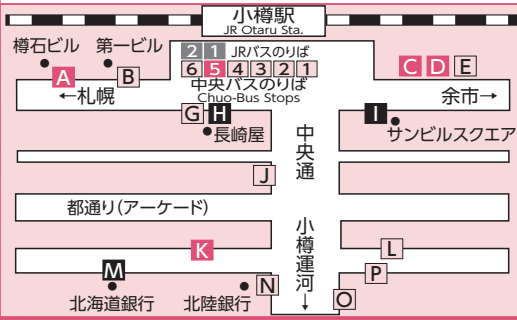 小樽駅
JR Otaru Sta.
樽石ビル 第一ビル
2 1 JRバスのりば
6 5 4 3 2 1
中央バスのりば
Chuo-Bus Stops
A B C D E
←札幌 余市→
G H I
長崎屋 サンビルスクエア
中央通
J
都通り(アーケード)
小樽運河↓
K L
M P
N O
北海道銀行 北陸銀行